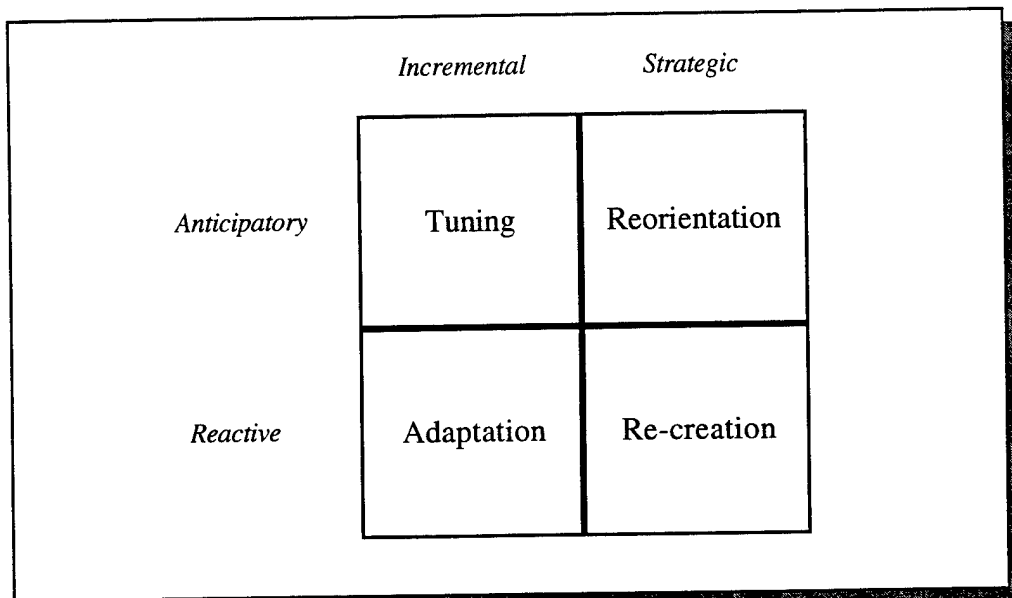 Incremental Strategic
Anticipatory Tuning Reorientation
Reactive Adaptation Re-creation